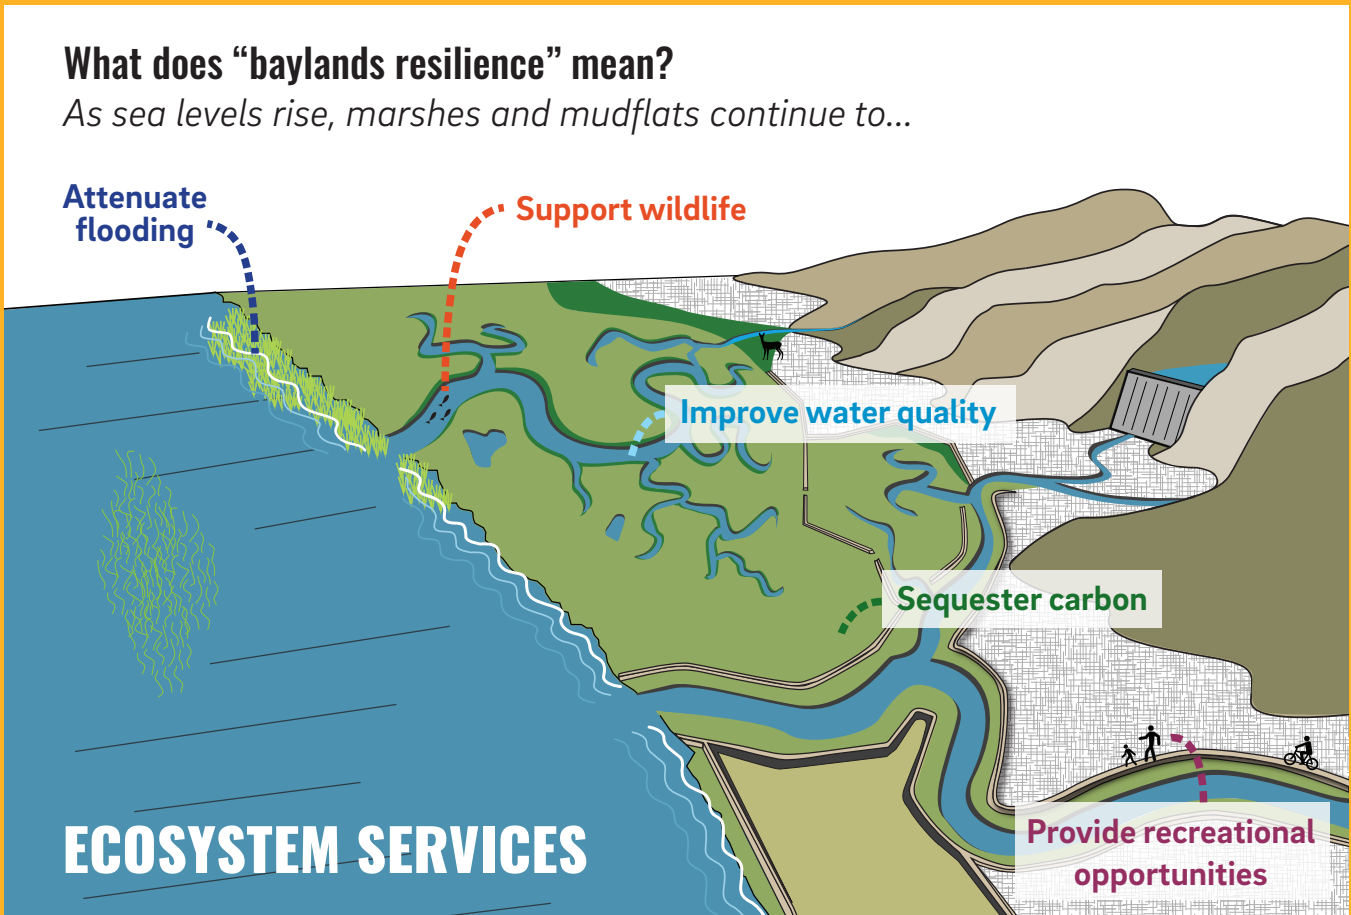 What does “baylands resilience” mean?
As sea levels rise, marshes and mudflats continue to...
Attenuate
flooding
Support wildlife
Improve water quality
Sequester carbon
Provide recreational
opportunities
ECOSYSTEM SERVICES